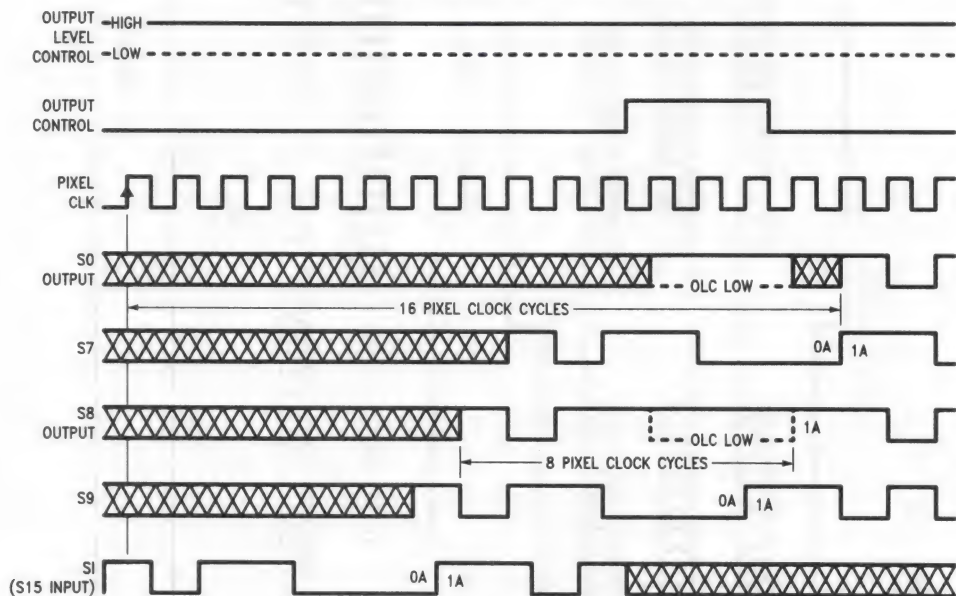 OUTPUT
LEVEL
CONTROL
HIGH
LOW
OUTPUT
CONTROL
PIXEL
CLK
S0
OUTPUT
OLC LOW
16 PIXEL CLOCK CYCLES
S7
0A
1A
S8
OUTPUT
OLC LOW
1A
8 PIXEL CLOCK CYCLES
S9
0A
1A
SI
(S15 INPUT)
0A
1A